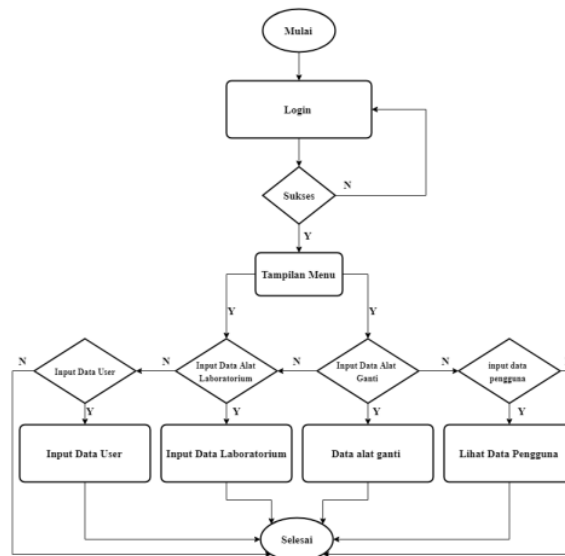 Mulai
Login
Sukses
N
Y
Tampilan Menu
Y
Y
N
Input Data User
N
Input Data Alat
Laboratorium
N
Input Data Alat
Ganti
N
input data
pengguna
Y
Y
Y
Y
Input Data User
Input Data Laboratorium
Data alat ganti
Lihat Data Pengguna
Selesai